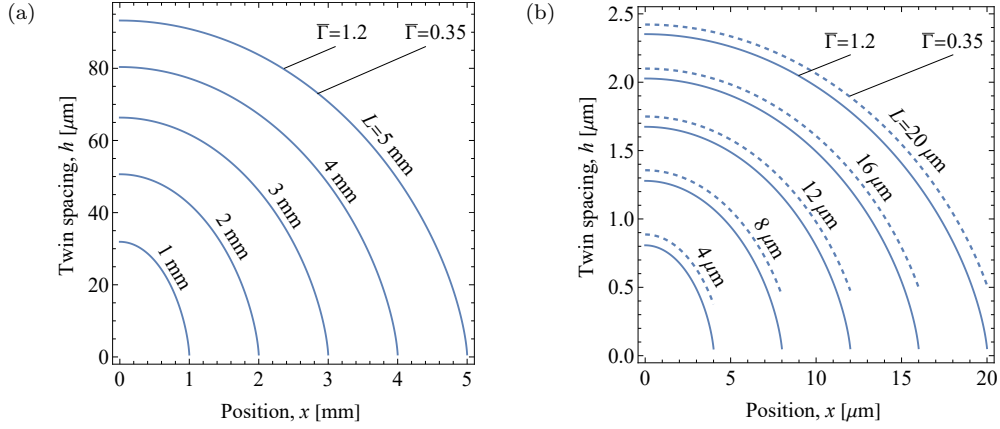 (a)
Γ̅=1.2
Γ̅=0.35
L=5 mm
4 mm
3 mm
2 mm
1 mm
80
60
40
20
0
Twin spacing, h [μm]
0 1 2 3 4 5
Position, x [mm]
(b)
Γ̅=1.2
Γ̅=0.35
L=20 μm
16 μm
12 μm
8 μm
4 μm
2.5
2.0
1.5
1.0
0.5
0.0
Twin spacing, h [μm]
0 5 10 15 20
Position, x [μm]